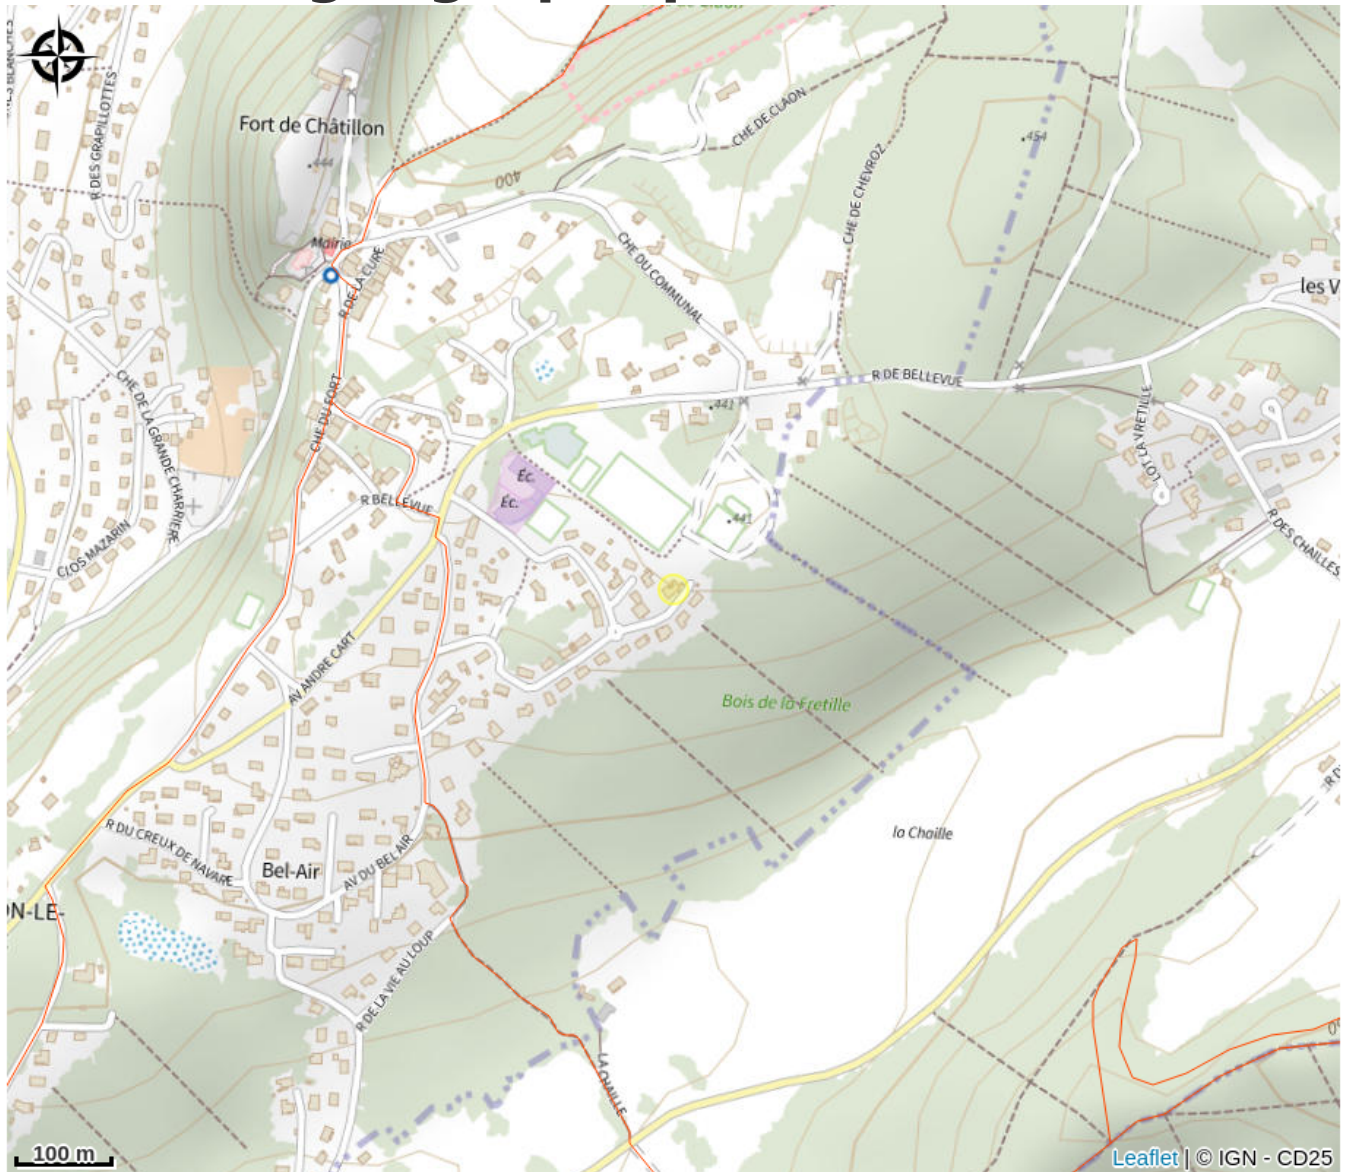 R DES GRAPILLOTTES
Fort de Châtillon
444
400
CHE DE CLAON
454
CHE DE CHEVROZ
Mairie
R DE LA CURE
CHE DU COMMUNAL
les V
R DE BELLEVUE
441
CHE DE LA GRANDE CHARRIERE
CHE DU FORT
LOT LA VRETILLE
Éc.
Éc.
R BELLEVUE
441
CLOS MAZARIN
R DES CHAILLES
AV ANDRE CART
Bois de la Fretille
la Chaille
R DU CREUX DE NAVARE
Bel-Air
AV DU BEL AIR
ON-LE-
R DE LA VIE AU LOUP
LA CHAILLE
100 m
Leaflet | © IGN - CD25